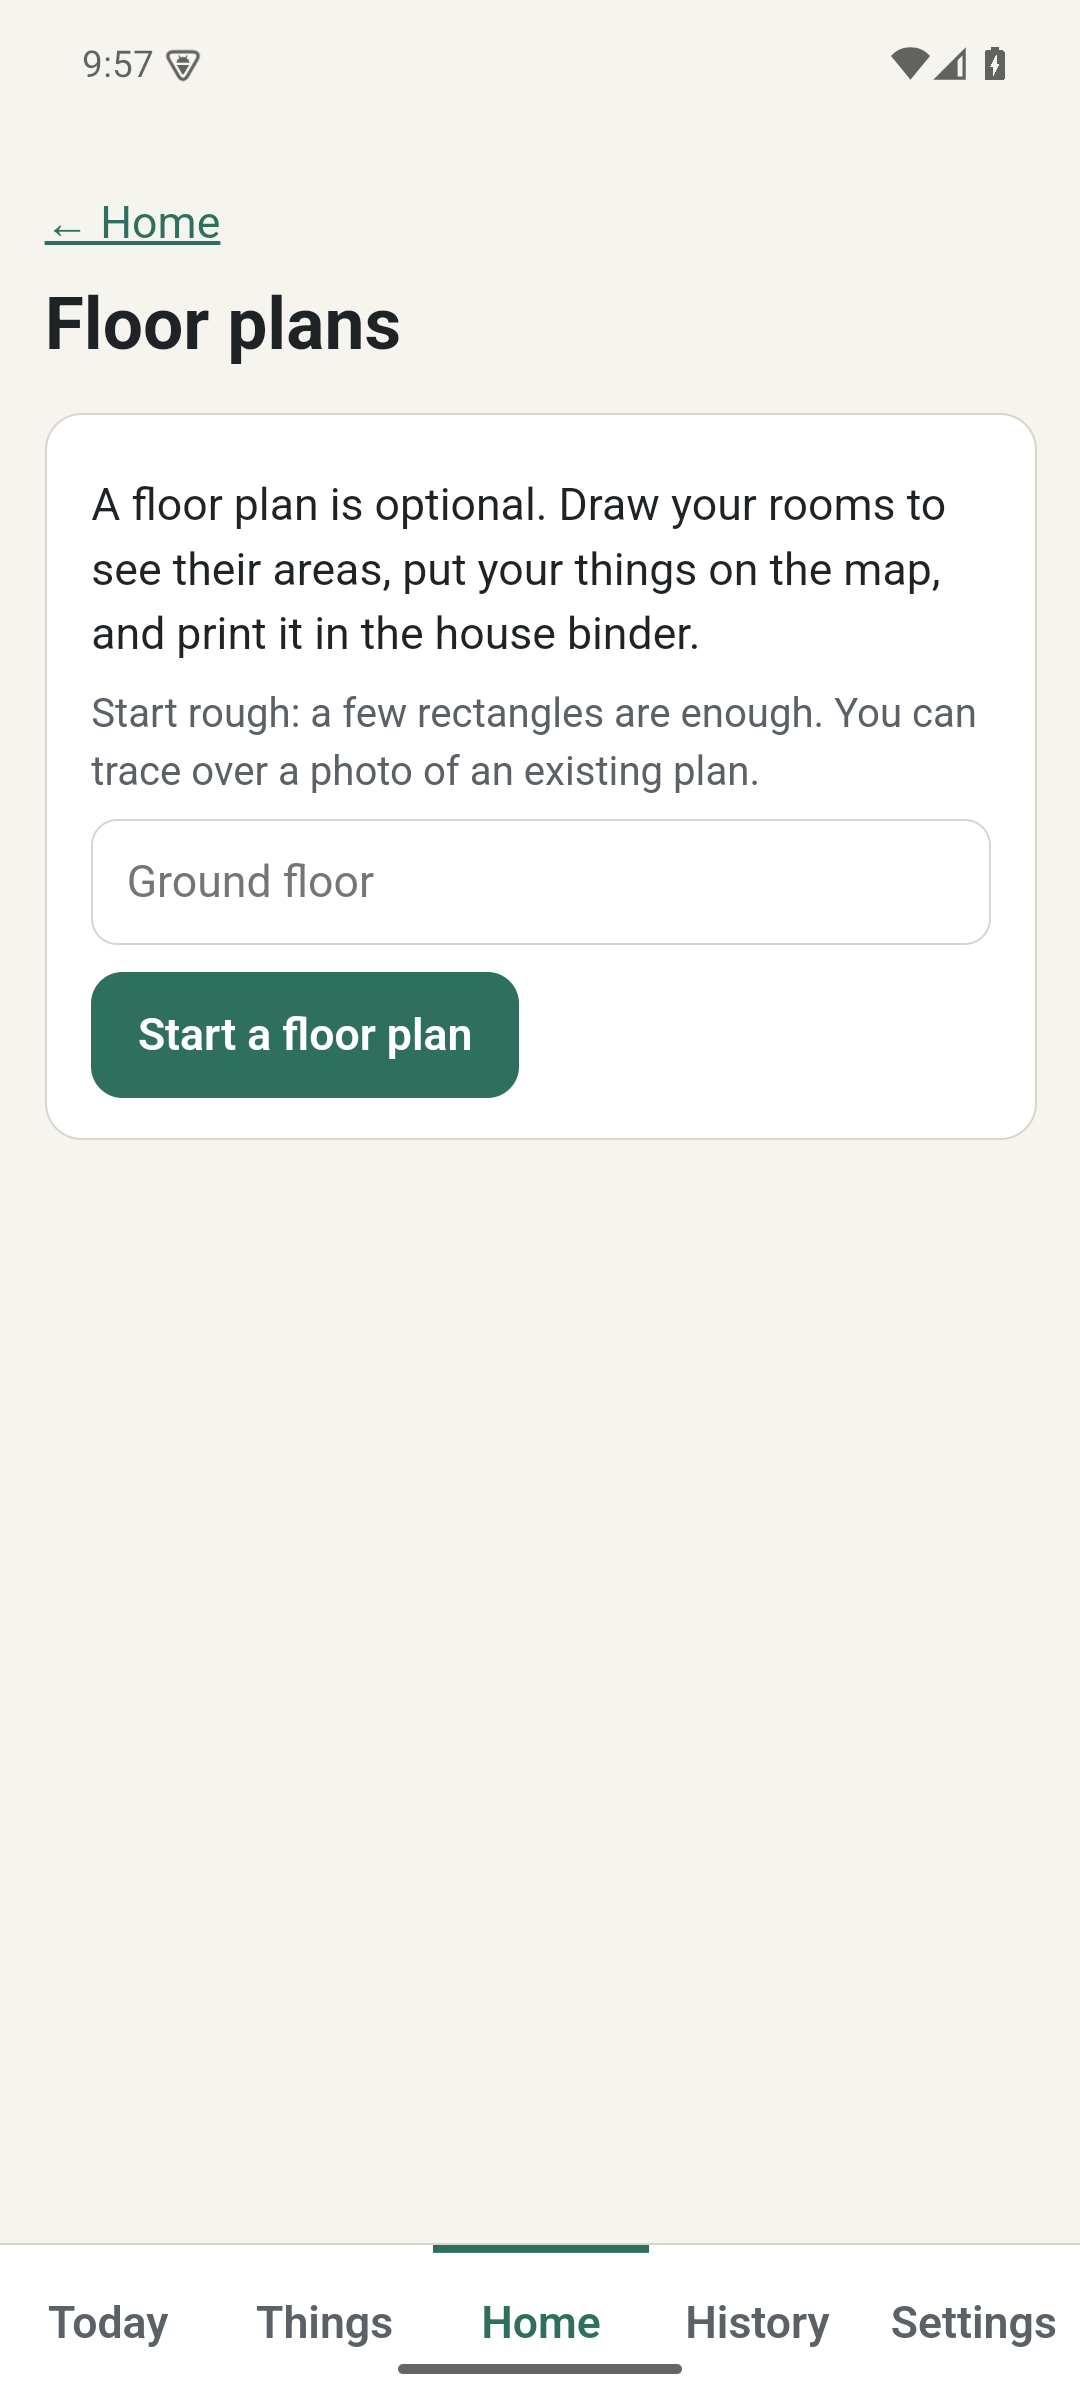 9:57
← Home
Floor plans
A floor plan is optional. Draw your rooms to
see their areas, put your things on the map,
and print it in the house binder.
Start rough: a few rectangles are enough. You can
trace over a photo of an existing plan.
Ground floor
Start a floor plan
Today Things Home History Settings